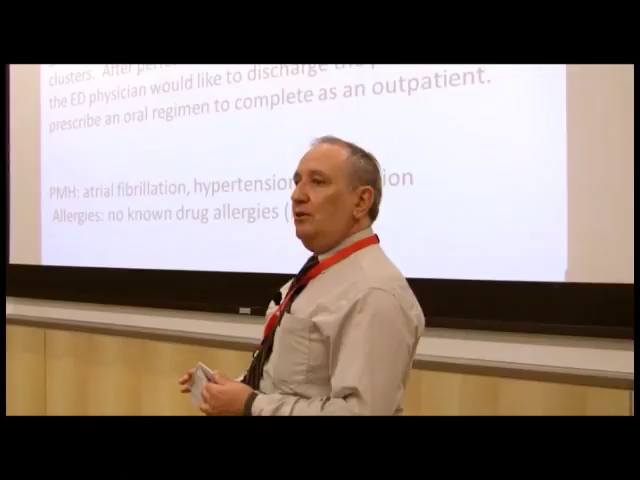 clusters. After
the ED physician would like to discharge the
prescribe an oral regimen to complete as an outpatient.
PMH: atrial fibrillation, hypertension
Allergies: no known drug allergies (